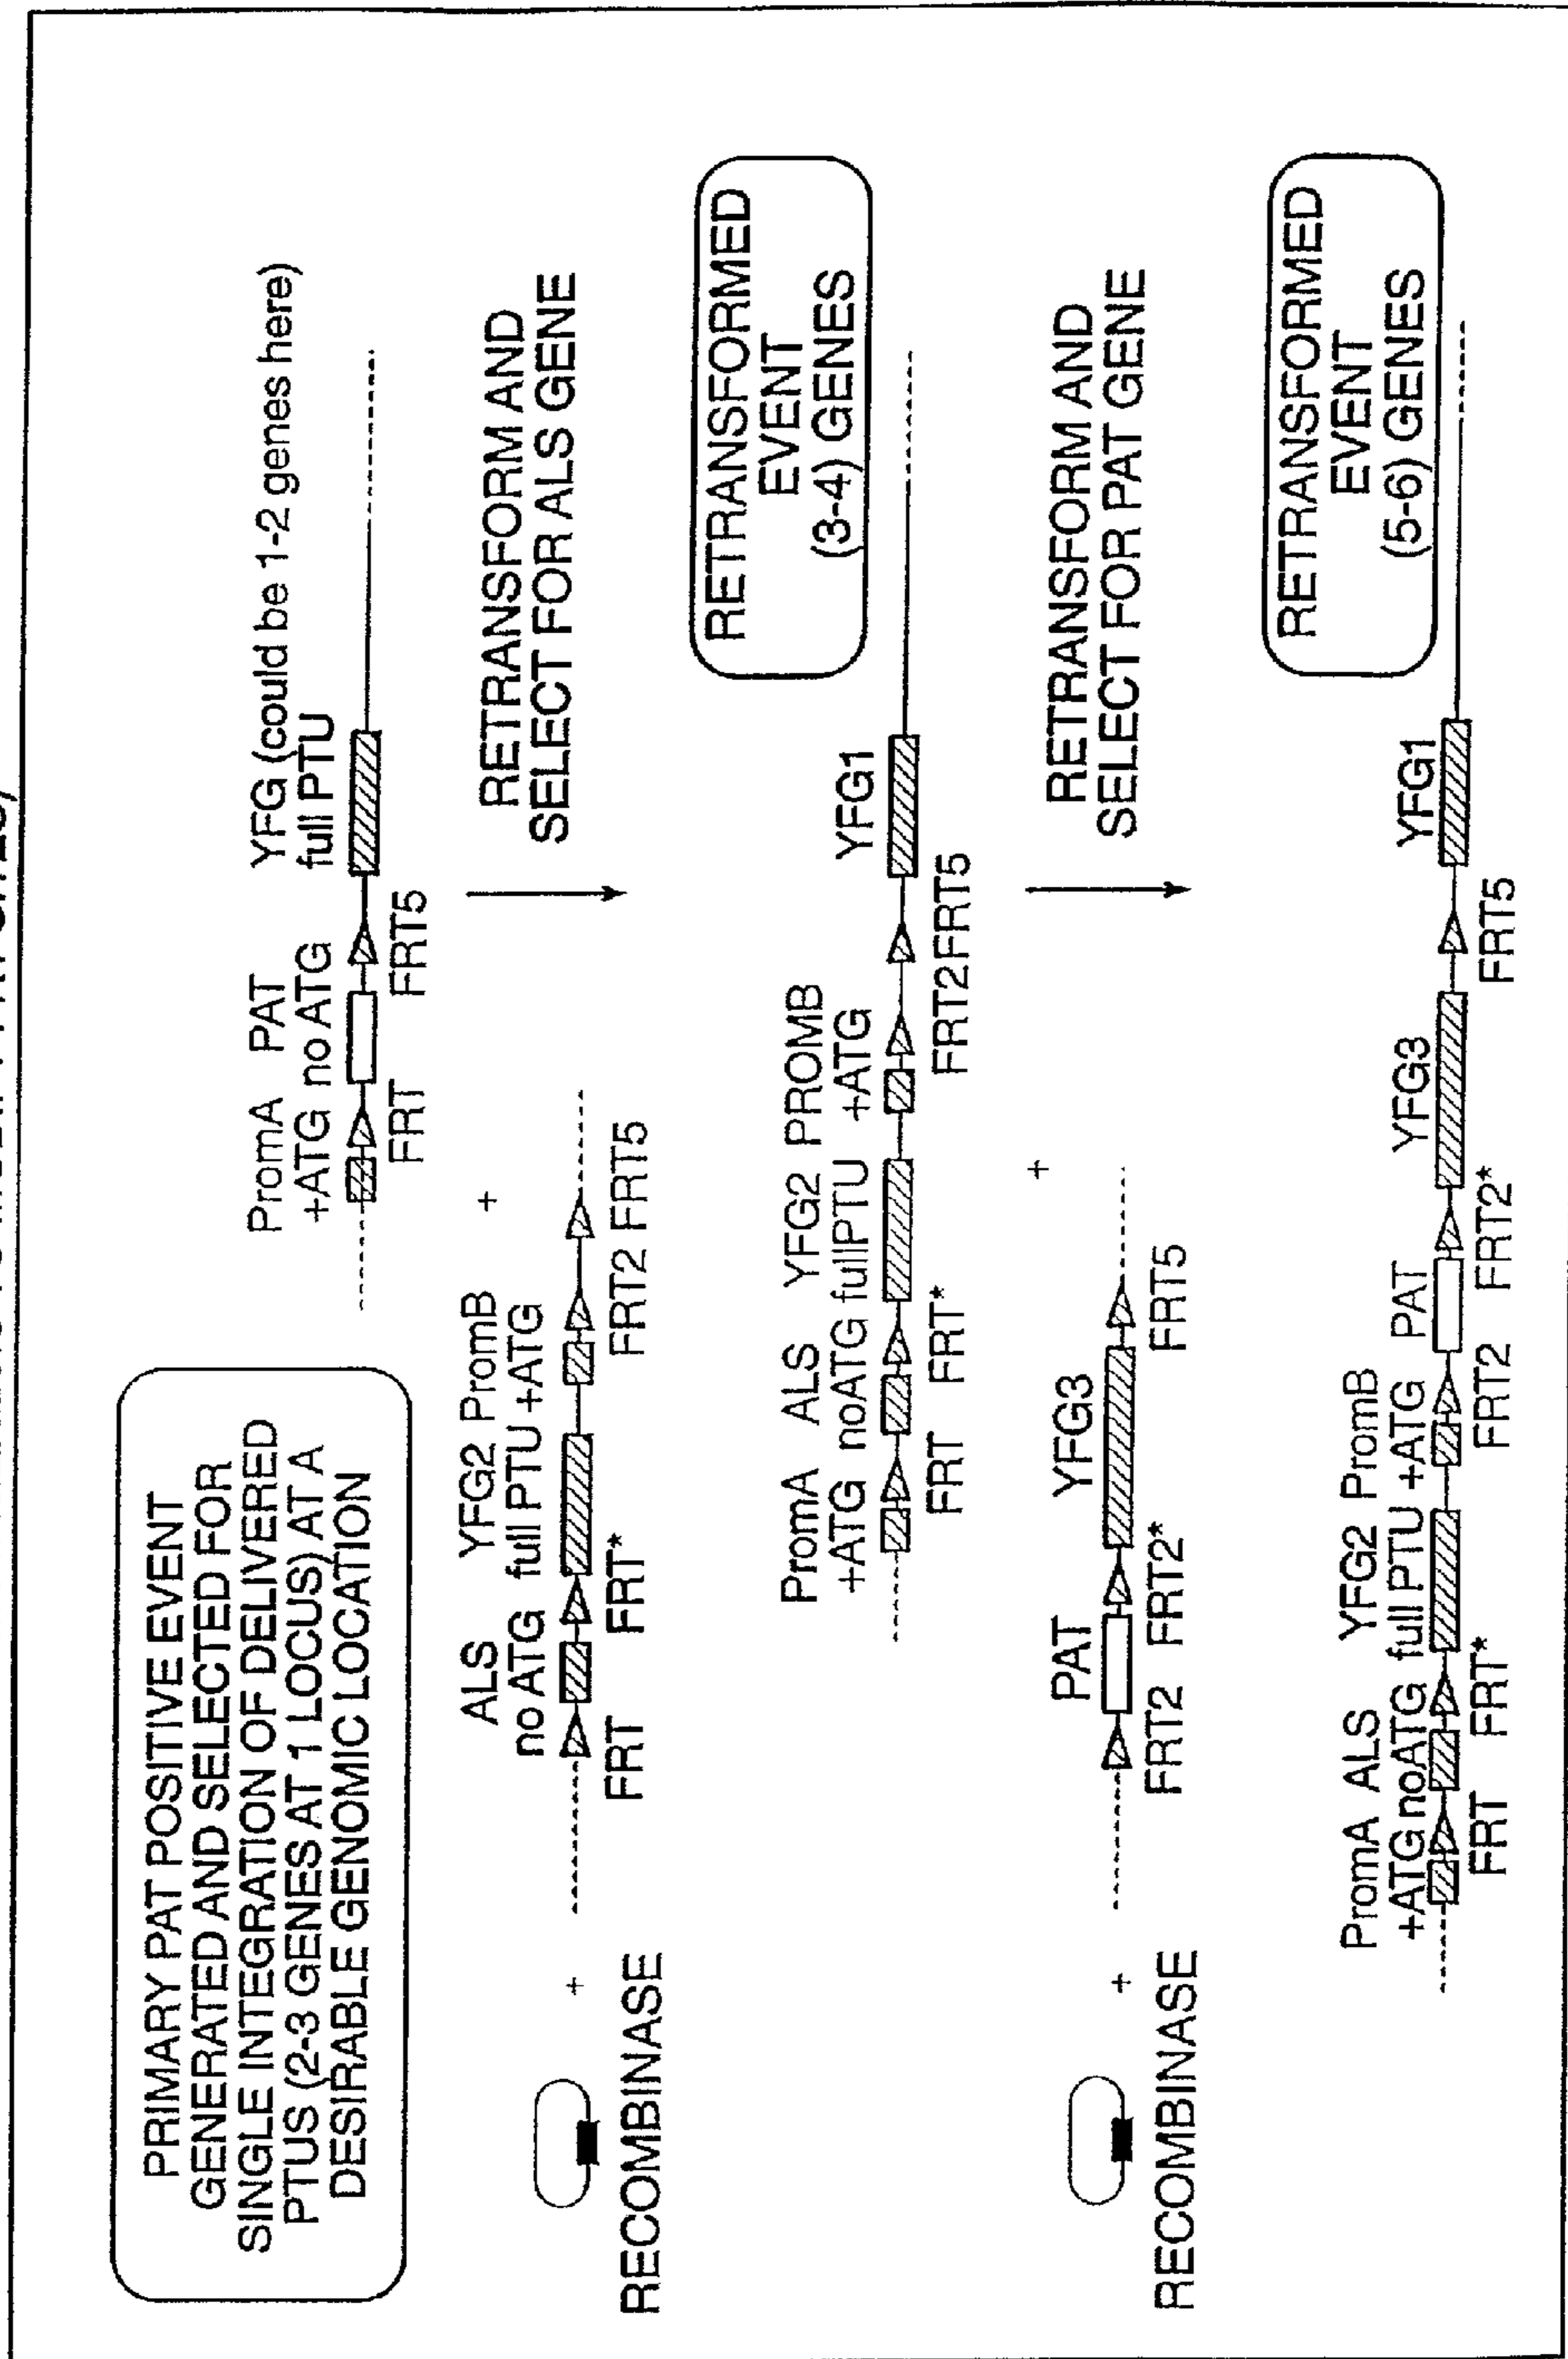 PRIMARY PAT POSITIVE EVENT
GENERATED AND SELECTED FOR
SINGLE INTEGRATION OF DELIVERED
PTUS (2-3 GENES AT 1 LOCUS) AT A
DESIRABLE GENOMIC LOCATION
PromA PAT YFG (could be 1-2 genes here)
+ATG no ATG full PTU
FRT FRT5
ALS YFG2 PromB
no ATG full PTU +ATG
+ +
FRT FRT* FRT2 FRT5
RECOMBINASE
RETRANSFORM AND
SELECT FOR ALS GENE
RETRANSFORMED
EVENT
(3-4) GENES
PromA ALS YFG2 PROMB YFG1
+ATG noATG fullPTU +ATG
FRT FRT* FRT2FRT5
PAT YFG3
+ +
FRT2 FRT2* FRT5
RECOMBINASE
RETRANSFORM AND
SELECT FOR PAT GENE
RETRANSFORMED
EVENT
(5-6) GENES
PromA ALS YFG2 PromB PAT YFG3 YFG1
+ATG noATG full PTU +ATG
FRT FRT* FRT2 FRT2* FRT5